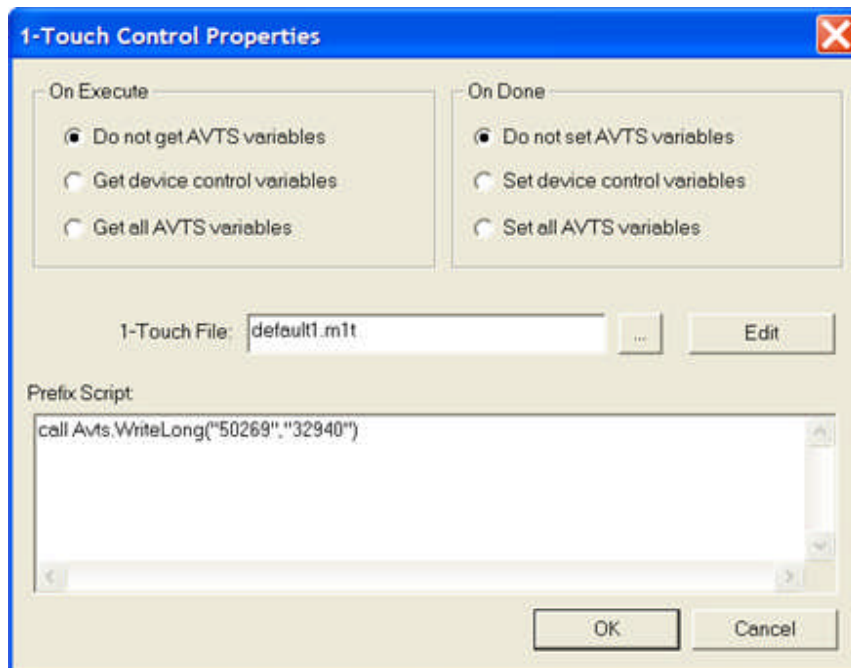 1-Touch Control Properties
On Execute
Do not get AVTS variables
Get device control variables
Get all AVTS variables
On Done
Do not set AVTS variables
Set device control variables
Set all AVTS variables
1-Touch File: default1.m1t ... Edit
Prefix Script:
call Avts.WriteLong("50269","32940")
OK Cancel